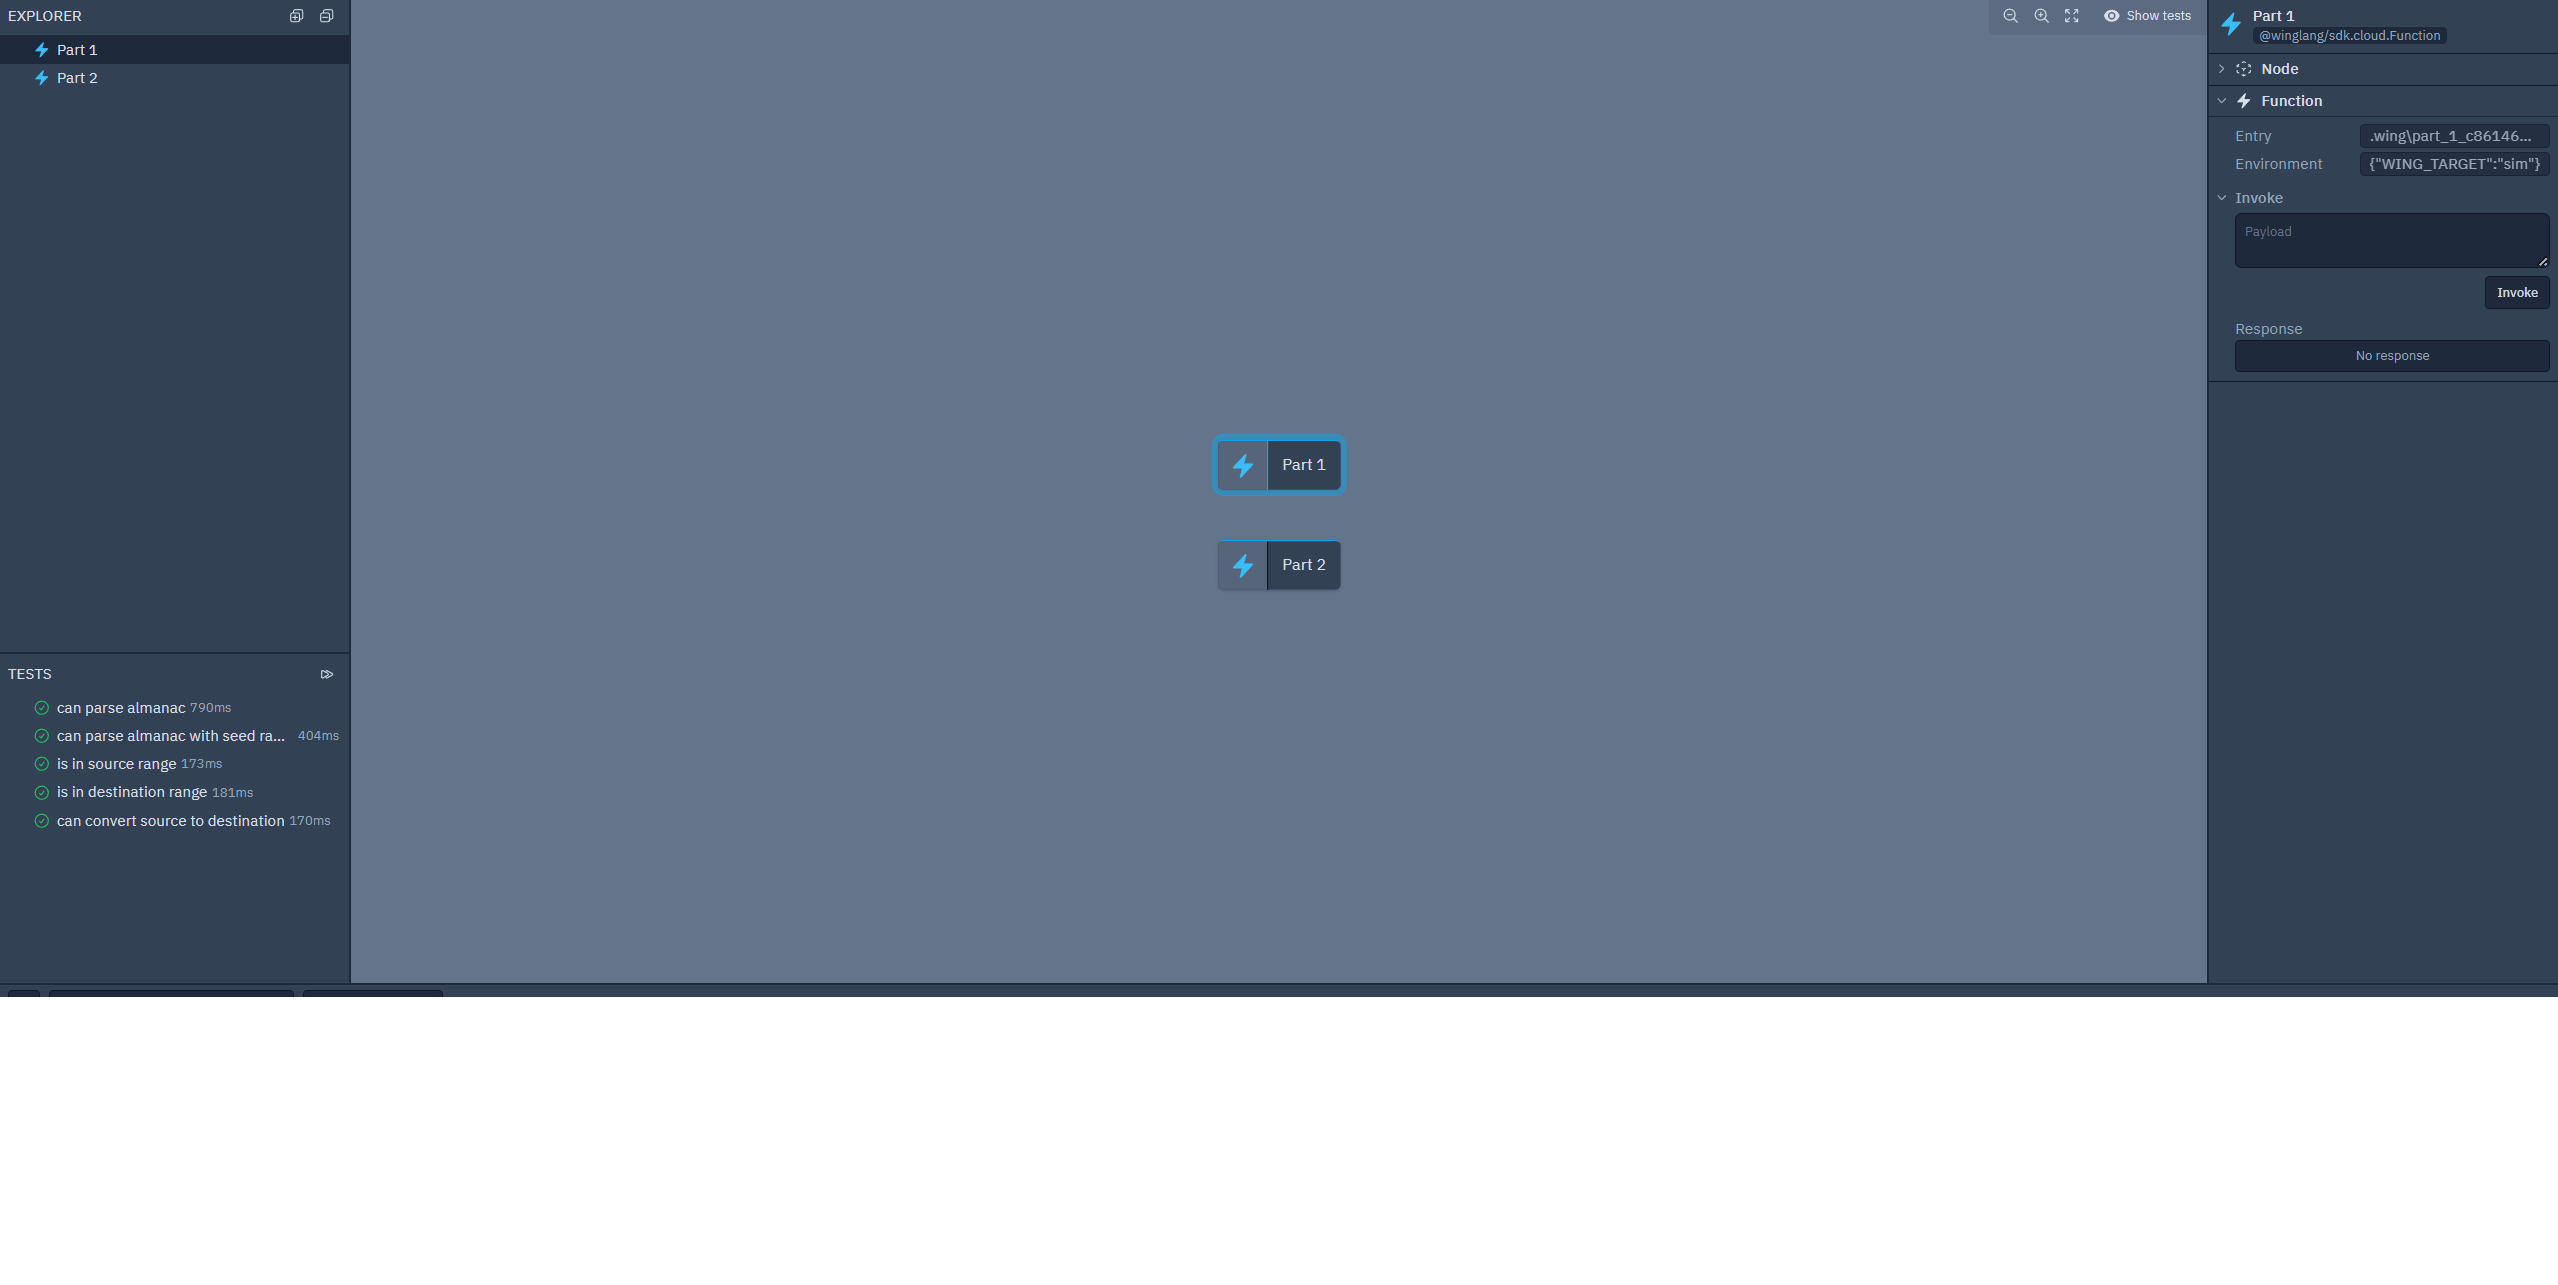 EXPLORER
Part 1
Part 2
TESTS
can parse almanac 790ms
can parse almanac with seed ra... 404ms
is in source range 173ms
is in destination range 181ms
can convert source to destination 170ms
Show tests
Part 1
Part 2
Part 1
@winglang/sdk.cloud.Function
Node
Function
Entry .wing\part_1_c86146...
Environment {"WING_TARGET":"sim"}
Invoke
Payload
Invoke
Response
No response